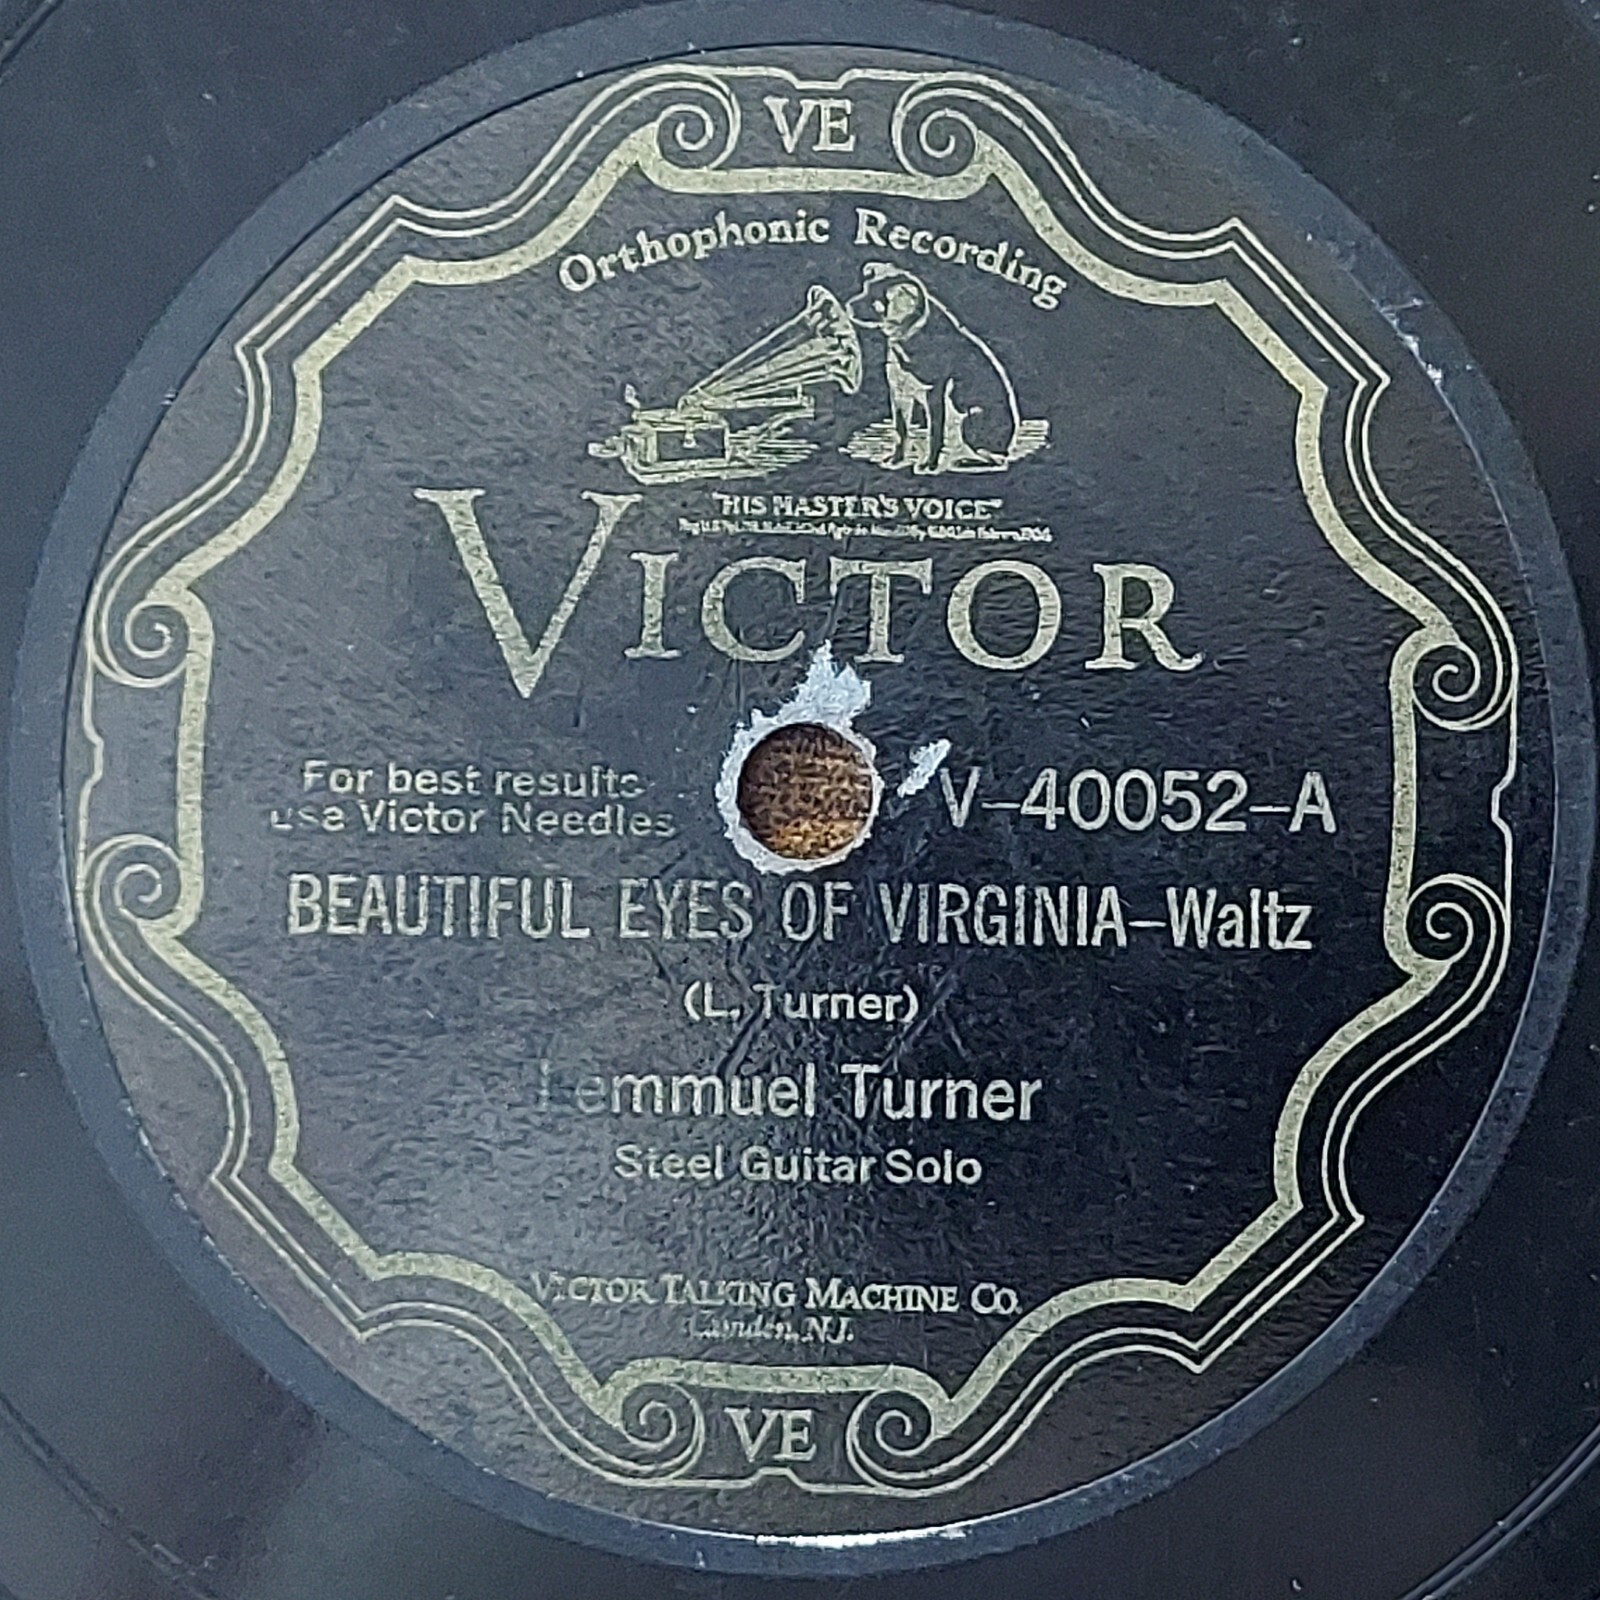 VE
Orthophonic Recording
"HIS MASTER'S VOICE"
VICTOR
For best results
use Victor Needles
V-40052-A
BEAUTIFUL EYES OF VIRGINIA-Waltz
(L. Turner)
Lemmuel Turner
Steel Guitar Solo
VICTOR TALKING MACHINE CO.
Camden, N.J.
VE